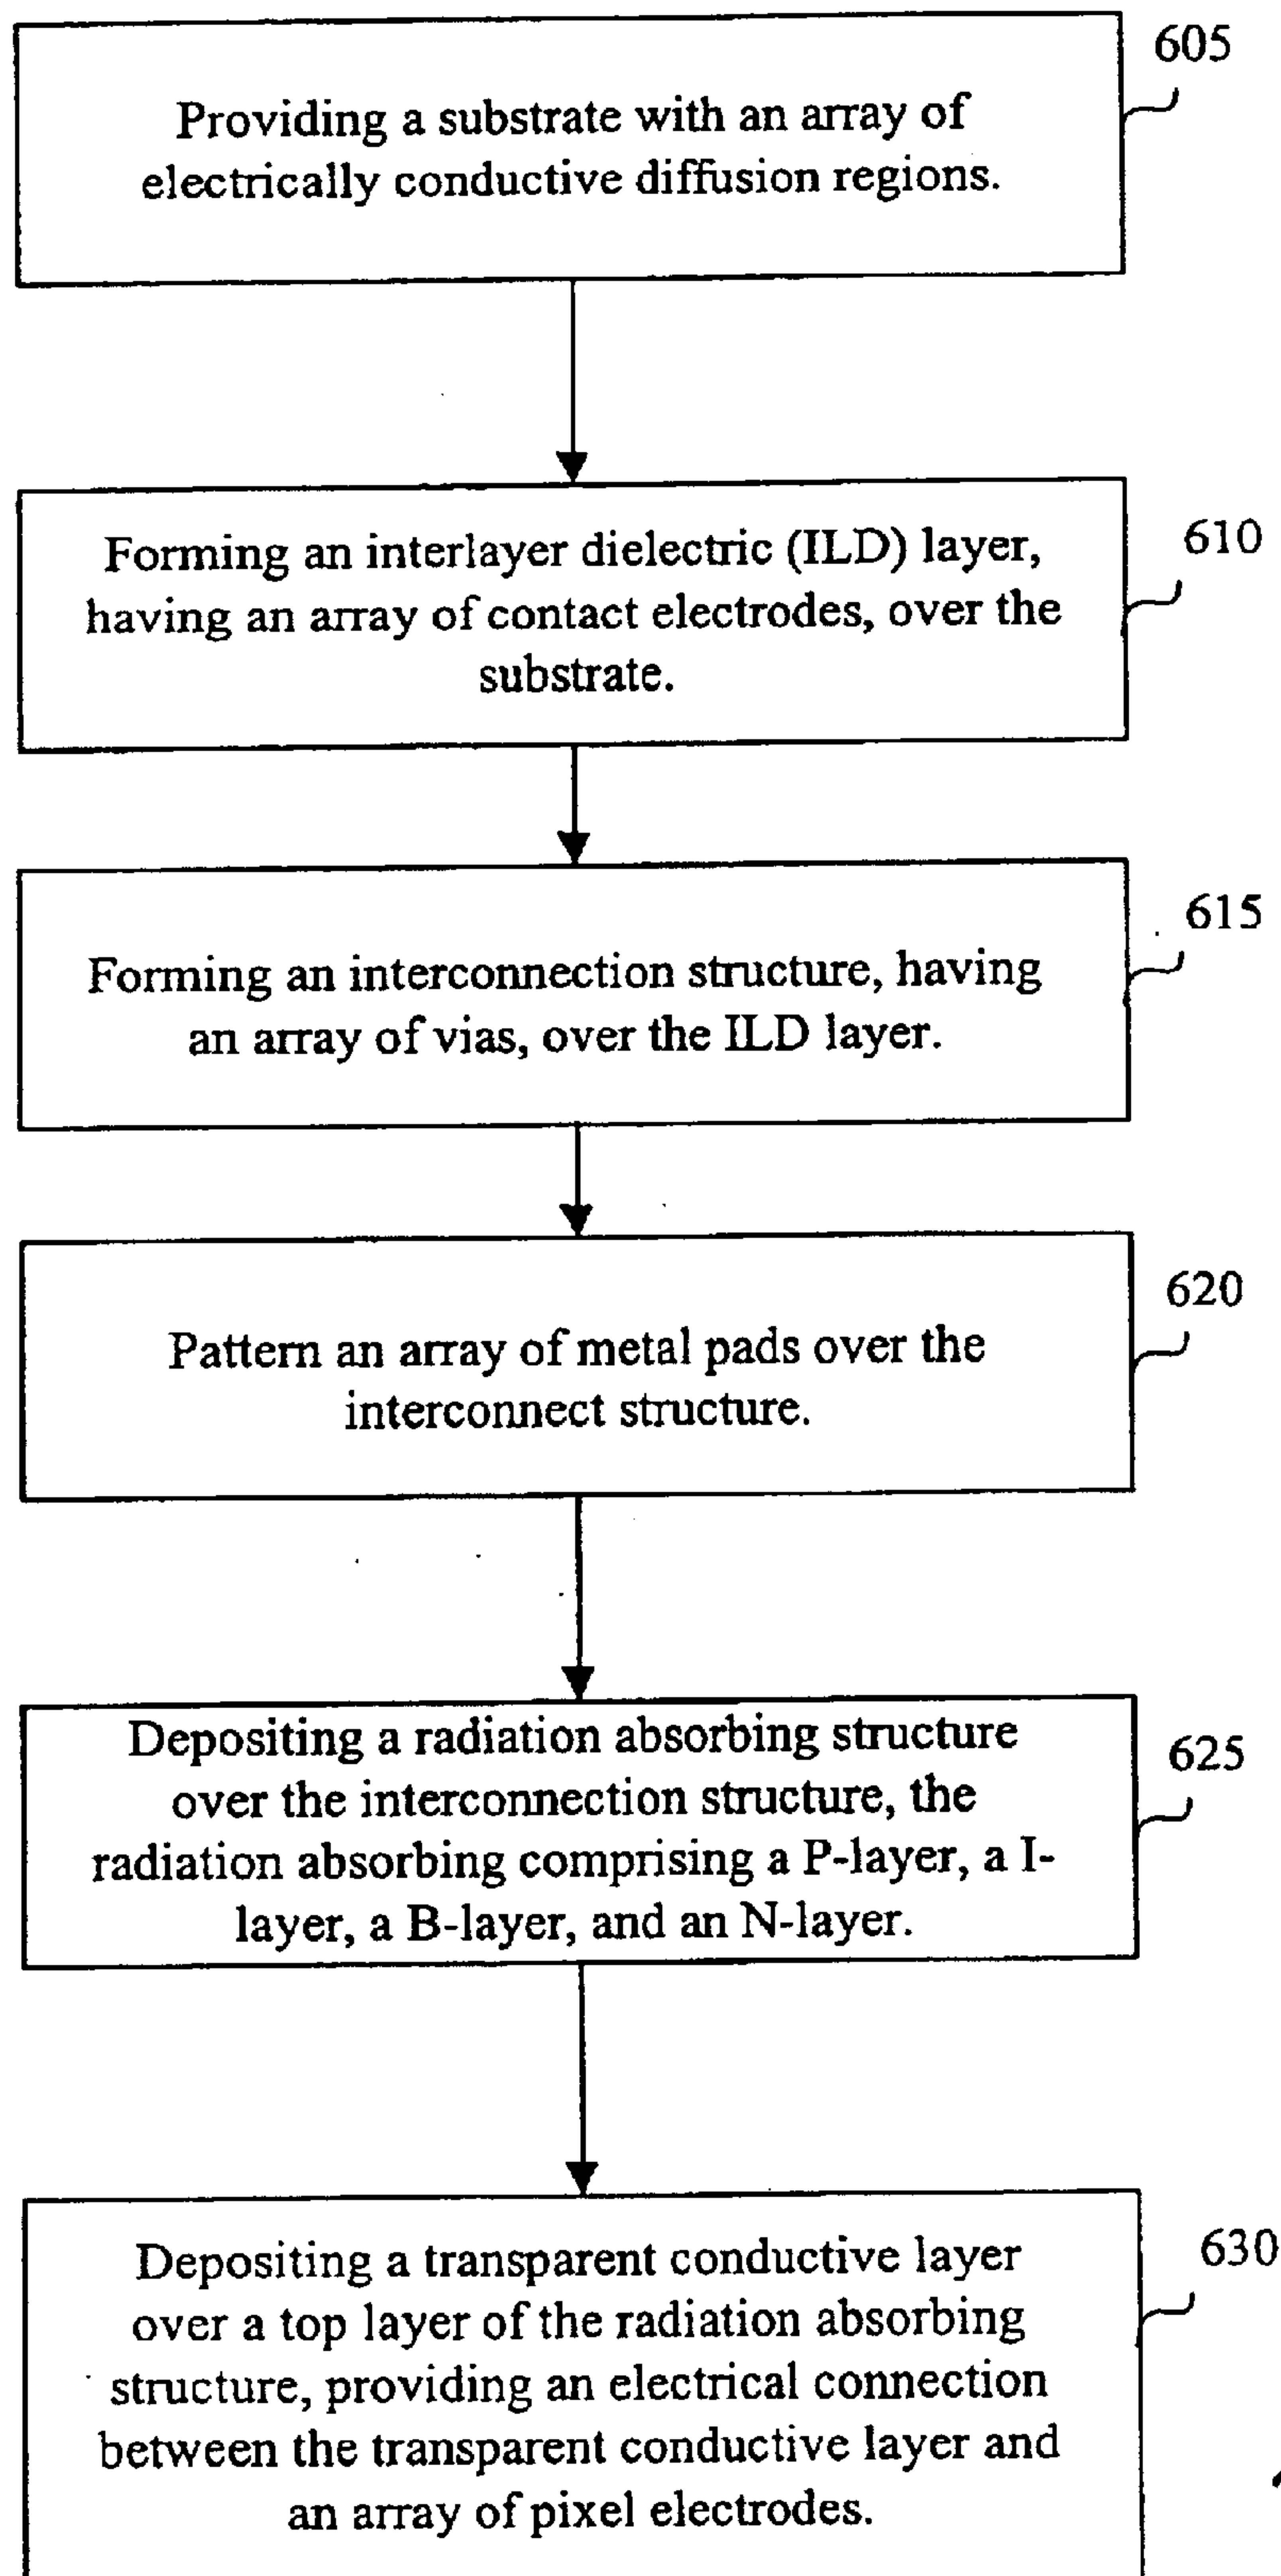 605
Providing a substrate with an array of
electrically conductive diffusion regions.
610
Forming an interlayer dielectric (ILD) layer,
having an array of contact electrodes, over the
substrate.
615
Forming an interconnection structure, having
an array of vias, over the ILD layer.
620
Pattern an array of metal pads over the
interconnect structure.
625
Depositing a radiation absorbing structure
over the interconnection structure, the
radiation absorbing comprising a P-layer, a I-
layer, a B-layer, and an N-layer.
630
Depositing a transparent conductive layer
over a top layer of the radiation absorbing
structure, providing an electrical connection
between the transparent conductive layer and
an array of pixel electrodes.